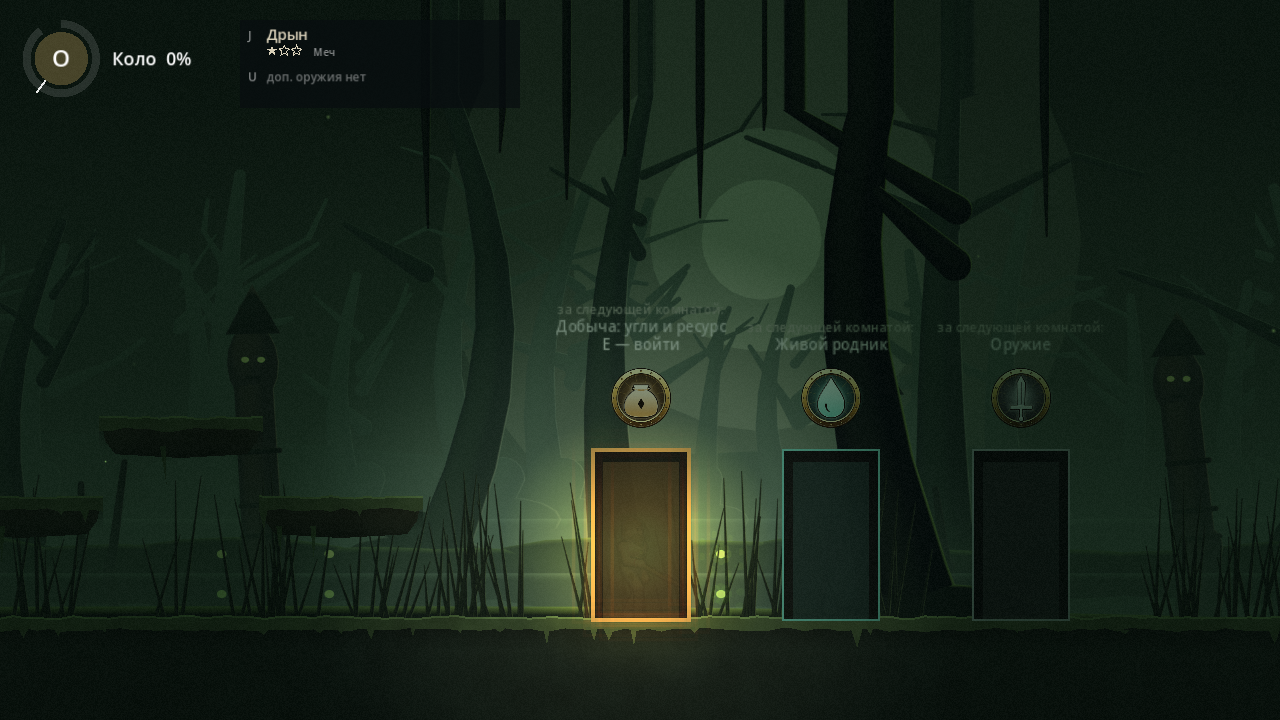 O
Коло 0%
J Дрын
Меч
U доп. оружия нет
за следующей комнатой:
Добыча: угли и ресурс
E — войти
за следующей комнатой:
Живой родник
за следующей комнатой:
Оружие